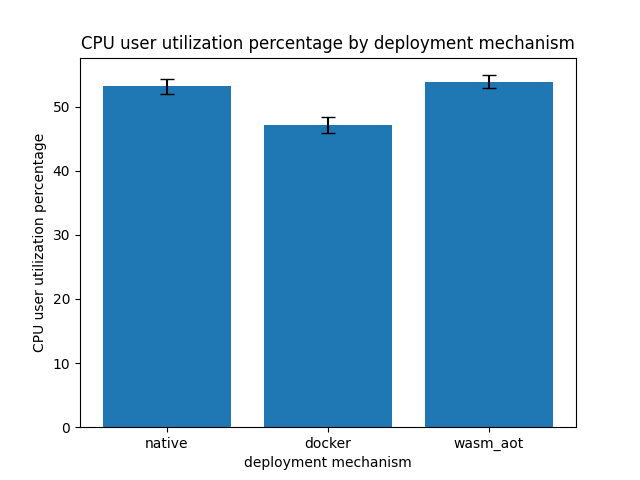 CPU user utilization percentage by deployment mechanism
CPU user utilization percentage
50
40
30
20
10
0
native
docker
wasm_aot
deployment mechanism